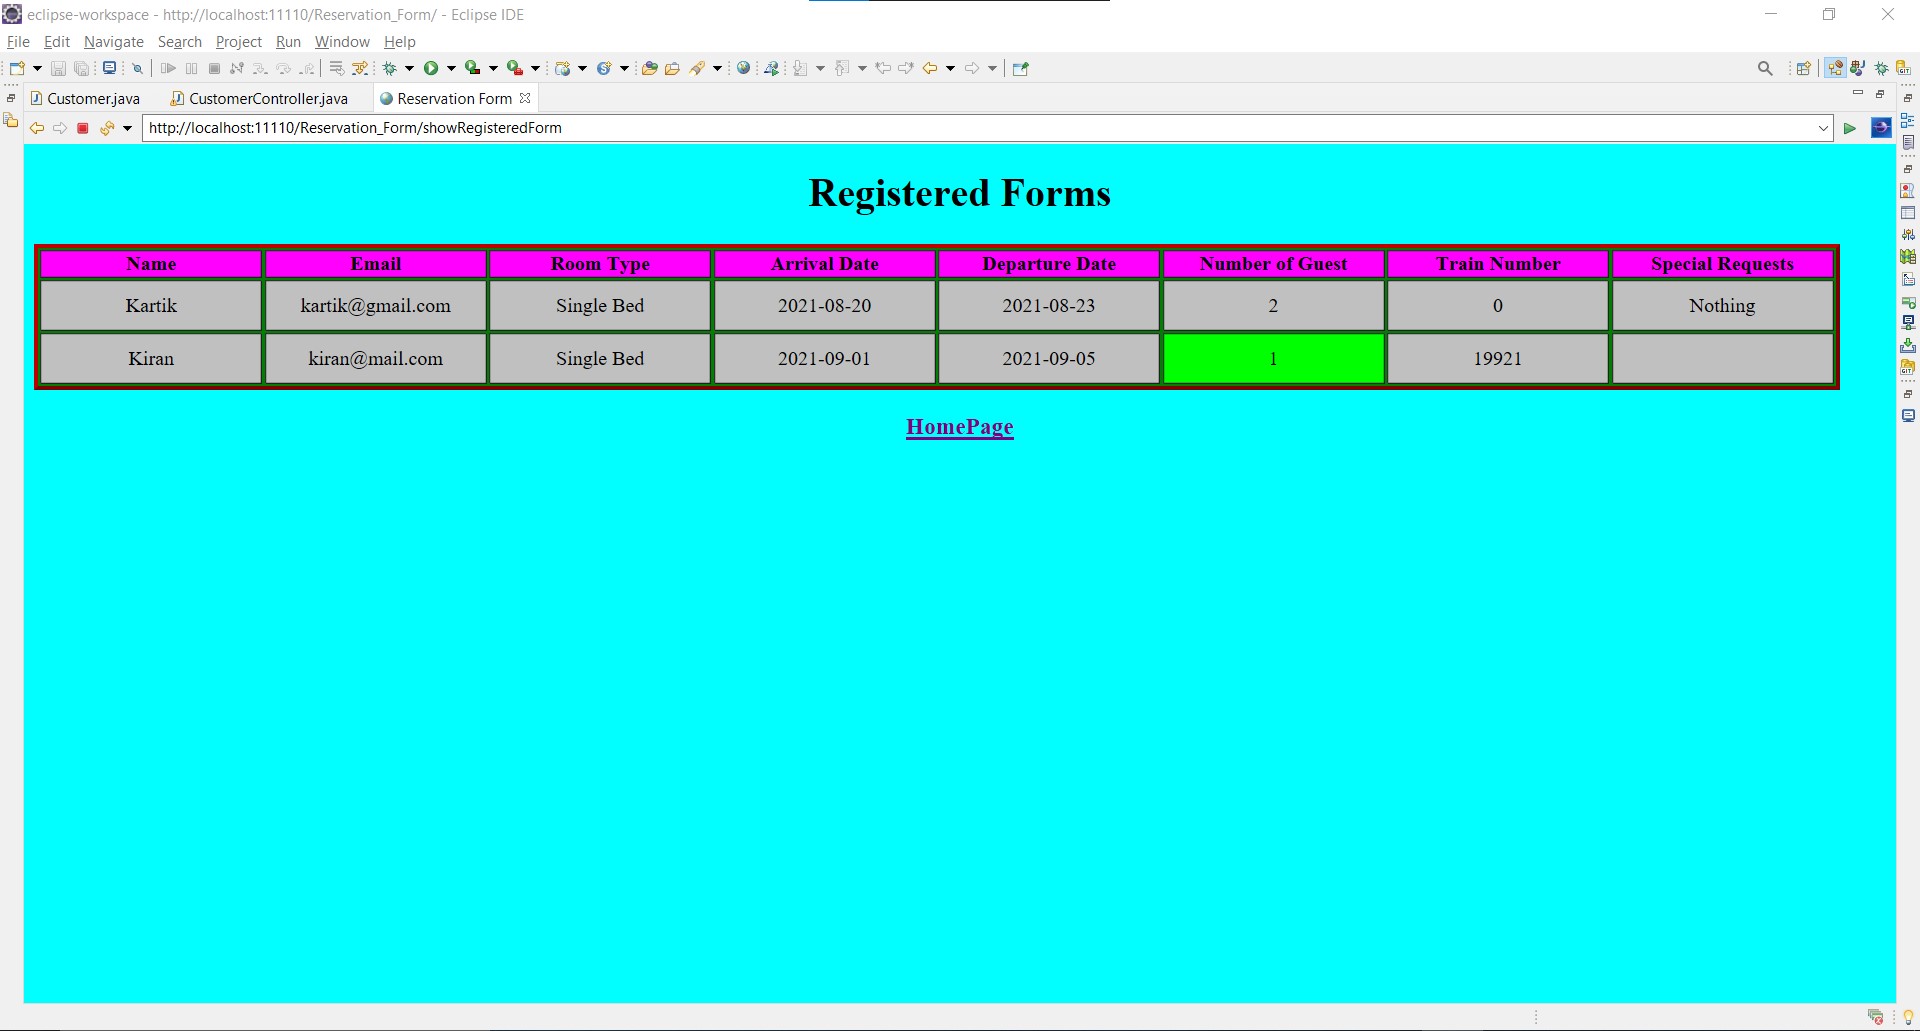 eclipse-workspace - http://localhost:11110/Reservation_Form/ - Eclipse IDE
File Edit Navigate Search Project Run Window Help
Customer.java CustomerController.java Reservation Form
http://localhost:11110/Reservation_Form/showRegisteredForm
Registered Forms
Name Email Room Type Arrival Date Departure Date Number of Guest Train Number Special Requests
Kartik kartik@gmail.com Single Bed 2021-08-20 2021-08-23 2 0 Nothing
Kiran kiran@mail.com Single Bed 2021-09-01 2021-09-05 1 19921
HomePage